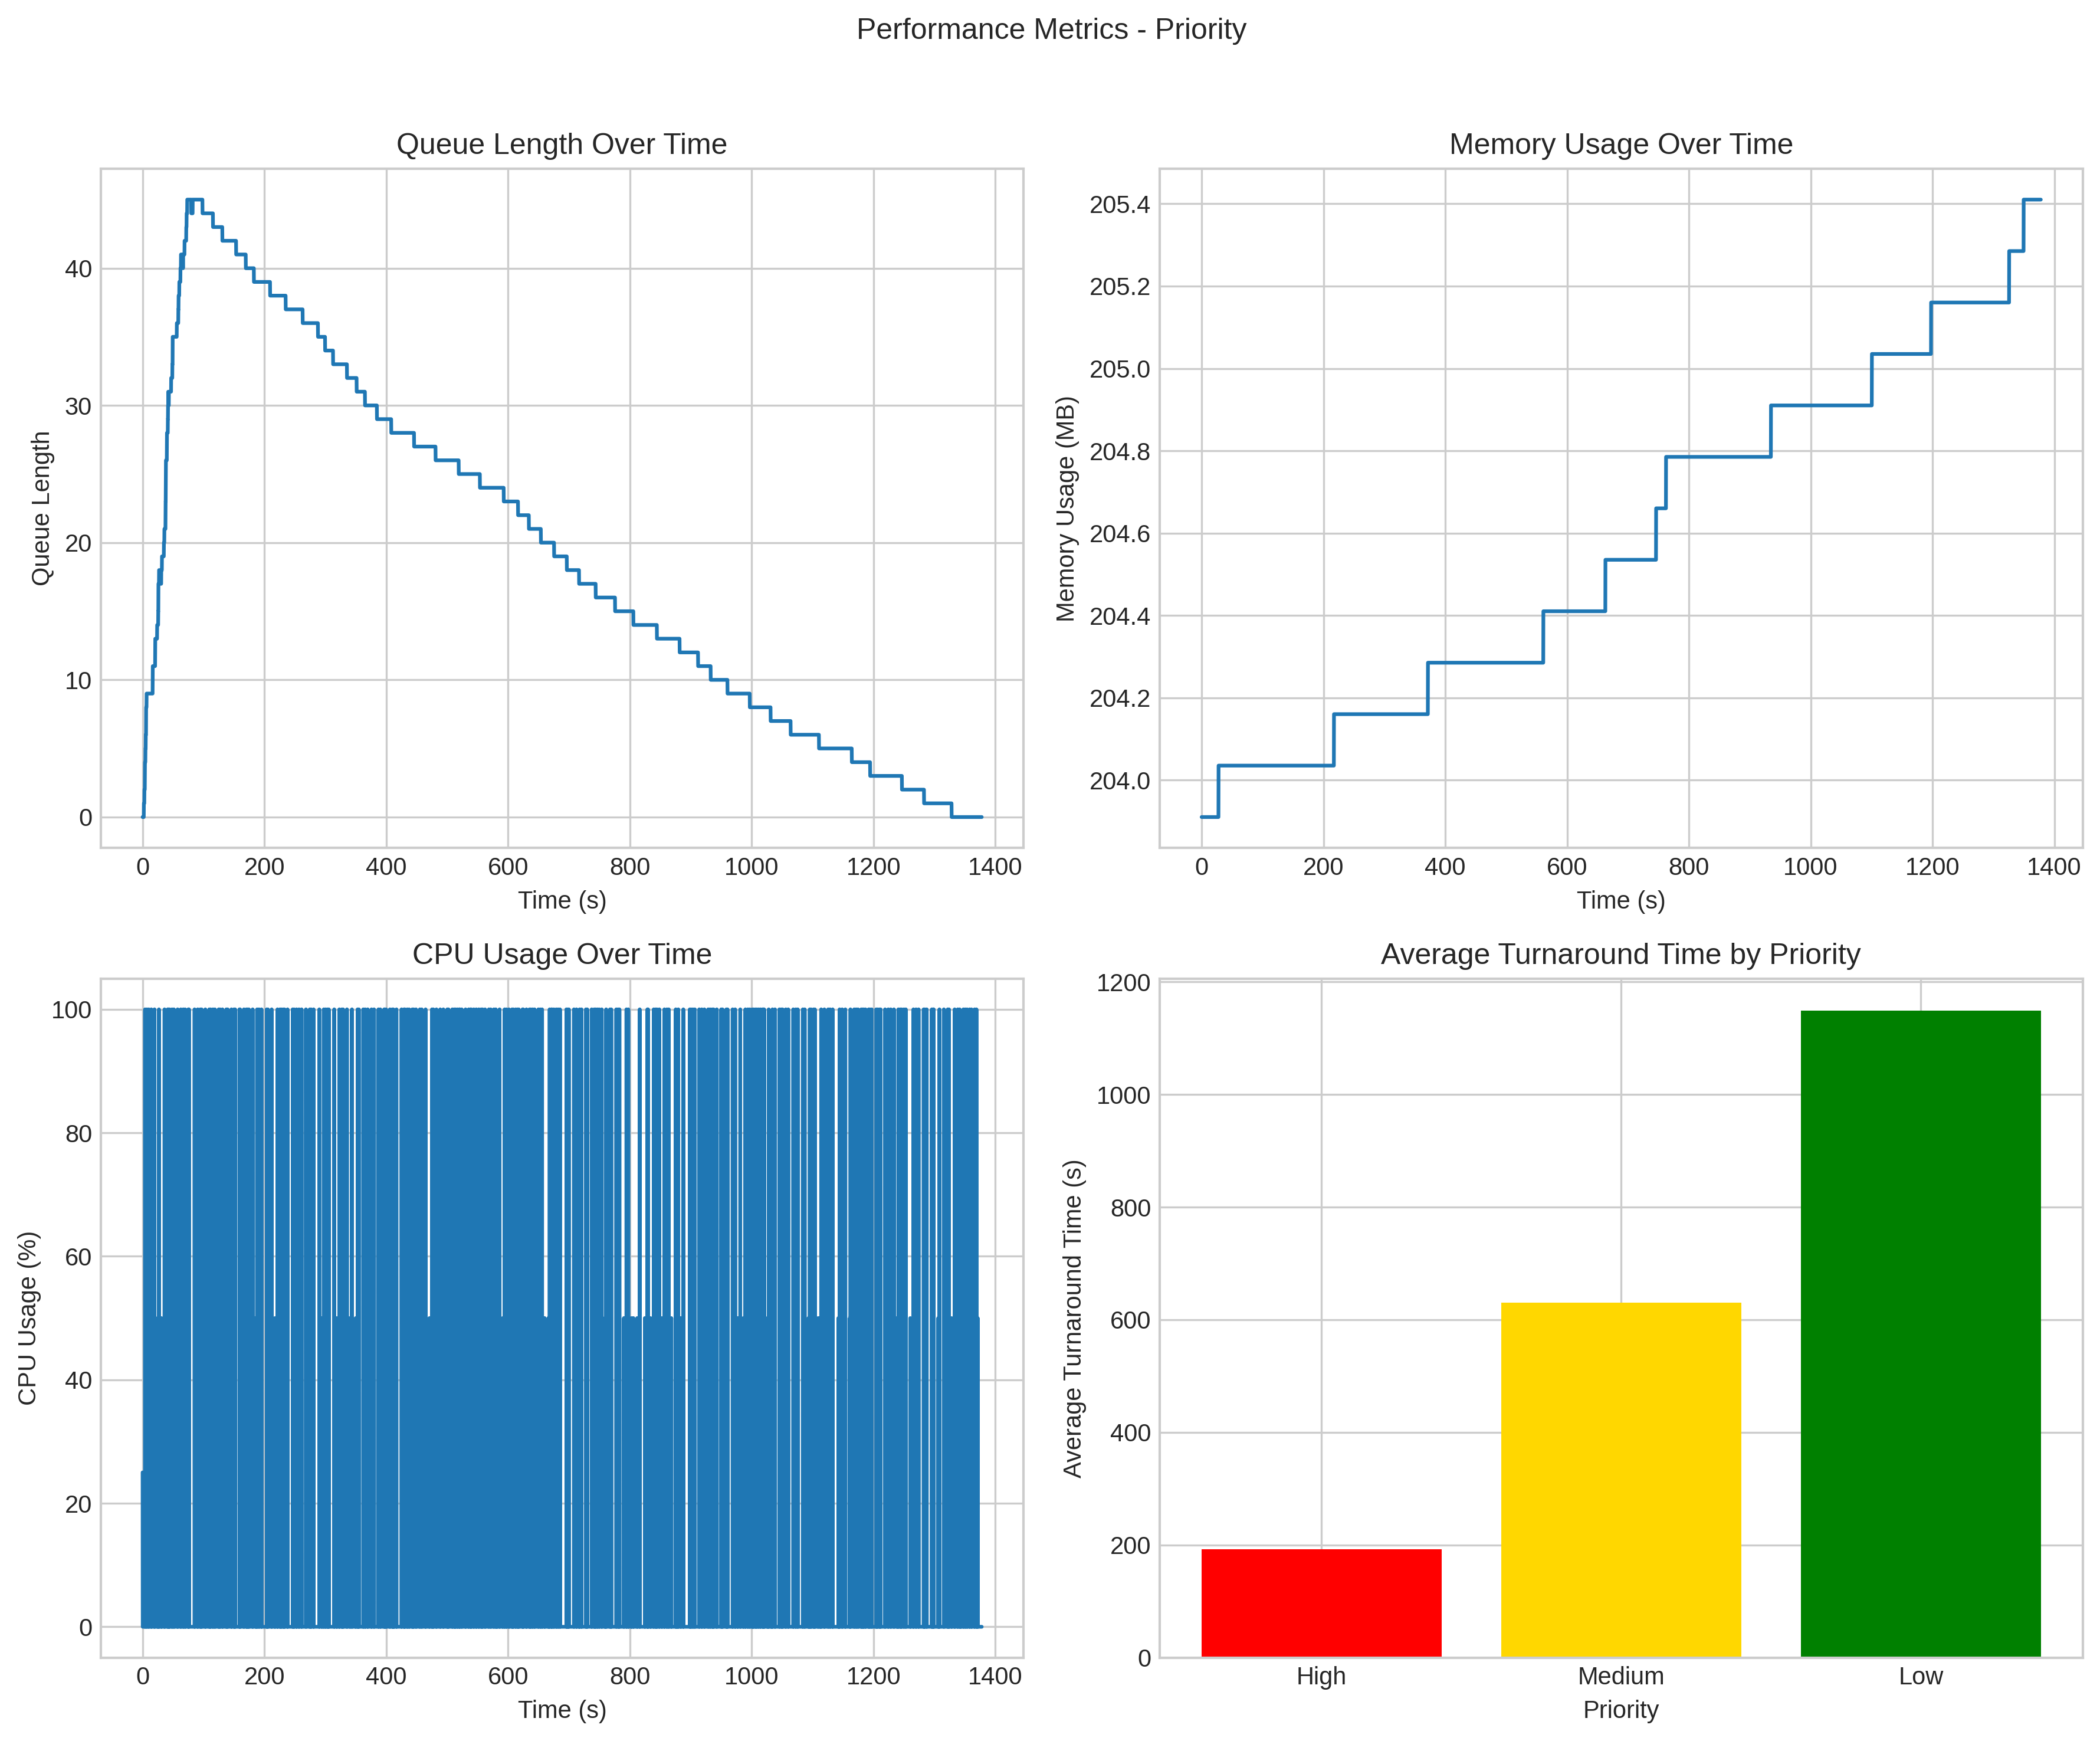 Performance Metrics - Priority
Queue Length Over Time
Queue Length
40
30
20
10
0
0 200 400 600 800 1000 1200 1400
Time (s)
Memory Usage Over Time
Memory Usage (MB)
205.4
205.2
205.0
204.8
204.6
204.4
204.2
204.0
0 200 400 600 800 1000 1200 1400
Time (s)
CPU Usage Over Time
CPU Usage (%)
100
80
60
40
20
0
0 200 400 600 800 1000 1200 1400
Time (s)
Average Turnaround Time by Priority
Average Turnaround Time (s)
1200
1000
800
600
400
200
0
High Medium Low
Priority